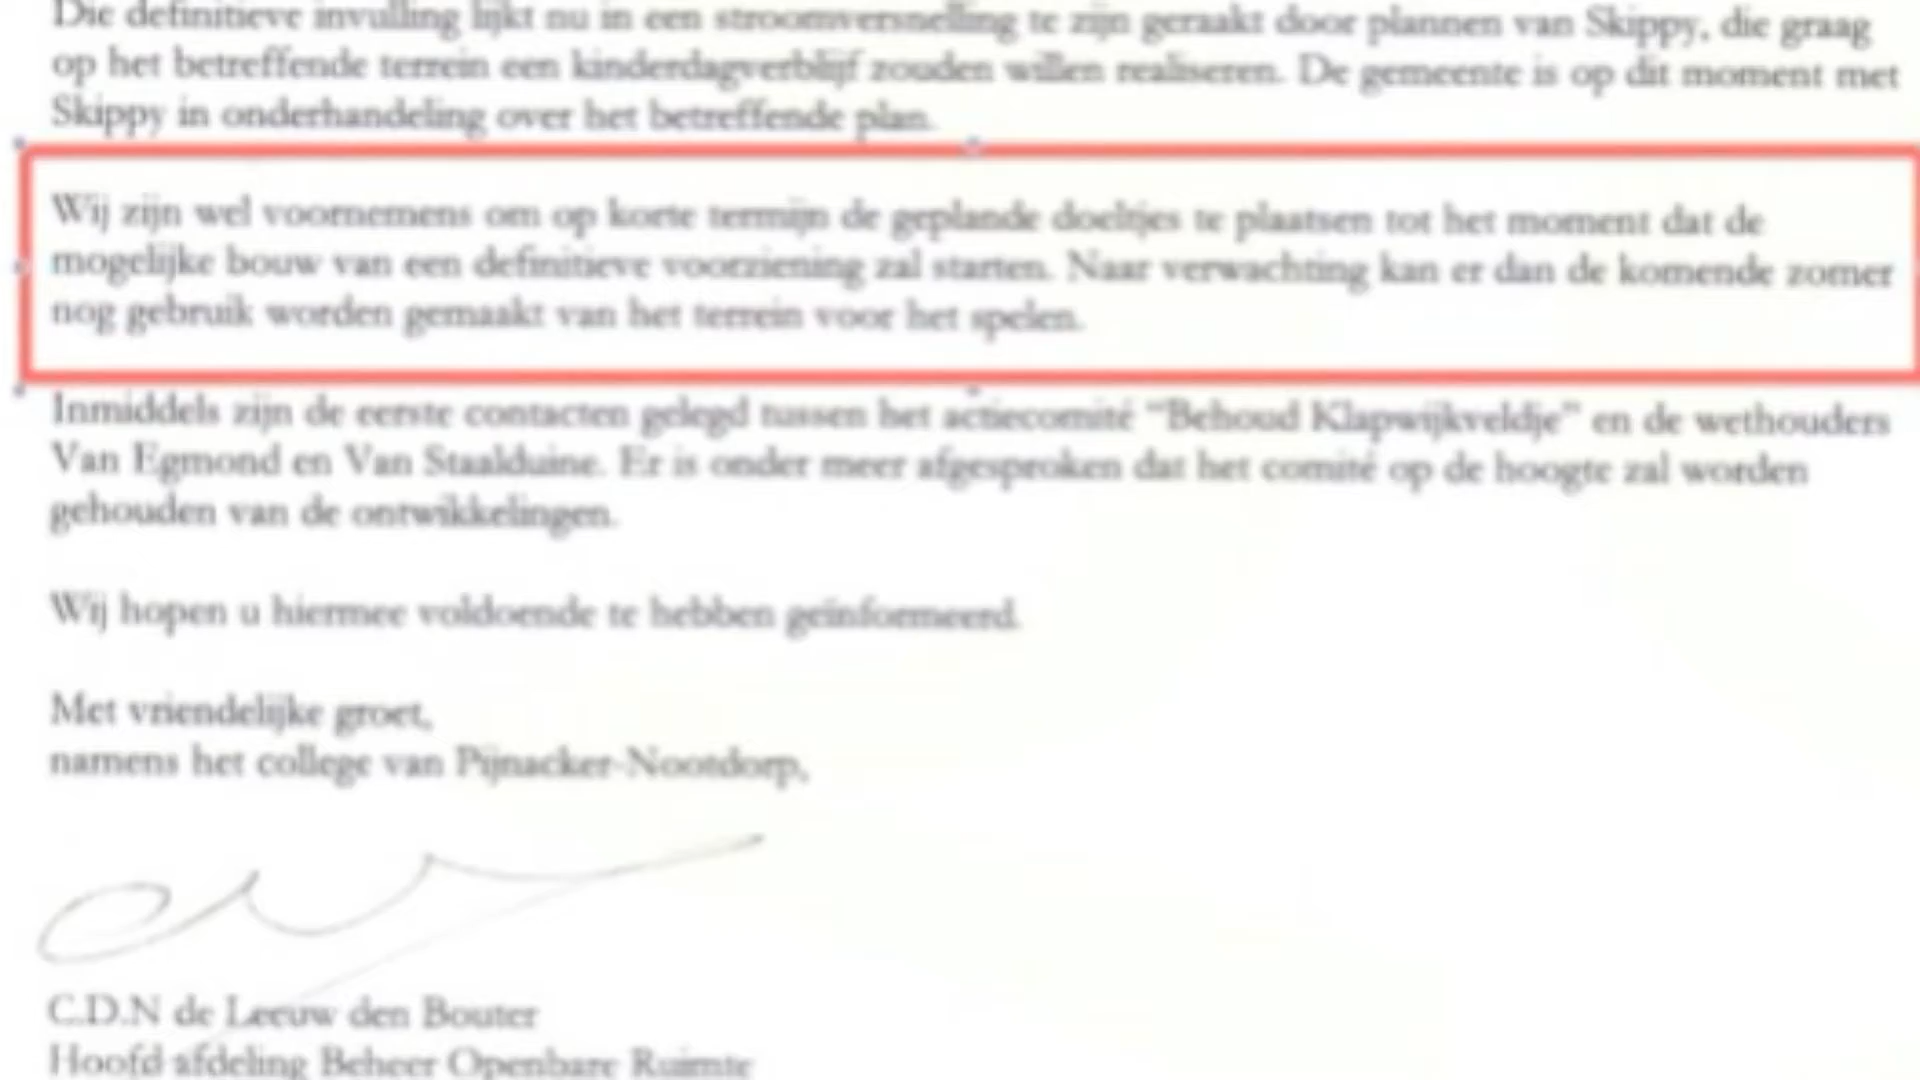 Die definitieve invulling lijkt nu in een stroomversnelling te zijn geraakt door plannen van Skippy, die graag
op het betreffende terrein een kinderdagverblijf zouden willen realiseren. De gemeente is op dit moment met
Skippy in onderhandeling over het betreffende plan.
Wij zijn wel voornemens om op korte termijn de geplande doeltjes te plaatsen tot het moment dat de
mogelijke bouw van een definitieve voorziening zal starten. Naar verwachting kan er dan de komende zomer
nog gebruik worden gemaakt van het terrein voor het spelen.
Inmiddels zijn de eerste contacten gelegd tussen het actiecomité "Behoud Klapwijkveldje" en de wethouders
Van Egmond en Van Staalduine. Er is onder meer afgesproken dat het comité op de hoogte zal worden
gehouden van de ontwikkelingen.
Wij hopen u hiermee voldoende te hebben geïnformeerd.
Met vriendelijke groet,
namens het college van Pijnacker-Nootdorp,
C.D.N de Leeuw den Bouter
Hoofd afdeling Beheer Openbare Ruimte